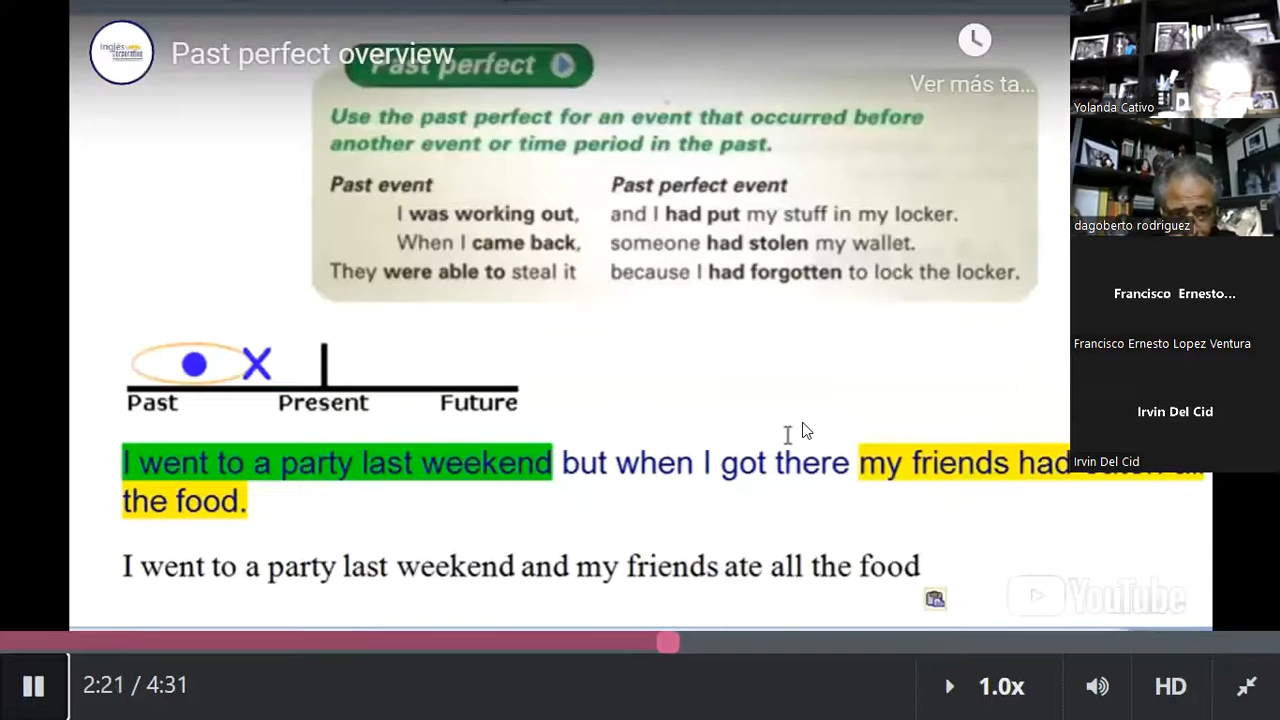 Past perfect overview
Past perfect
Ver más ta...
Use the past perfect for an event that occurred before
another event or time period in the past.
Past event
Past perfect event
I was working out, and I had put my stuff in my locker.
When I came back, someone had stolen my wallet.
They were able to steal it because I had forgotten to lock the locker.
Past
Present
Future
I went to a party last weekend but when I got there my friends had
the food.
I went to a party last weekend and my friends ate all the food
YouTube
2:21 / 4:31
1.0x
HD
Yolanda Cativo
dagoberto rodriguez
Francisco Ernesto...
Francisco Ernesto Lopez Ventura
Irvin Del Cid
Irvin Del Cid